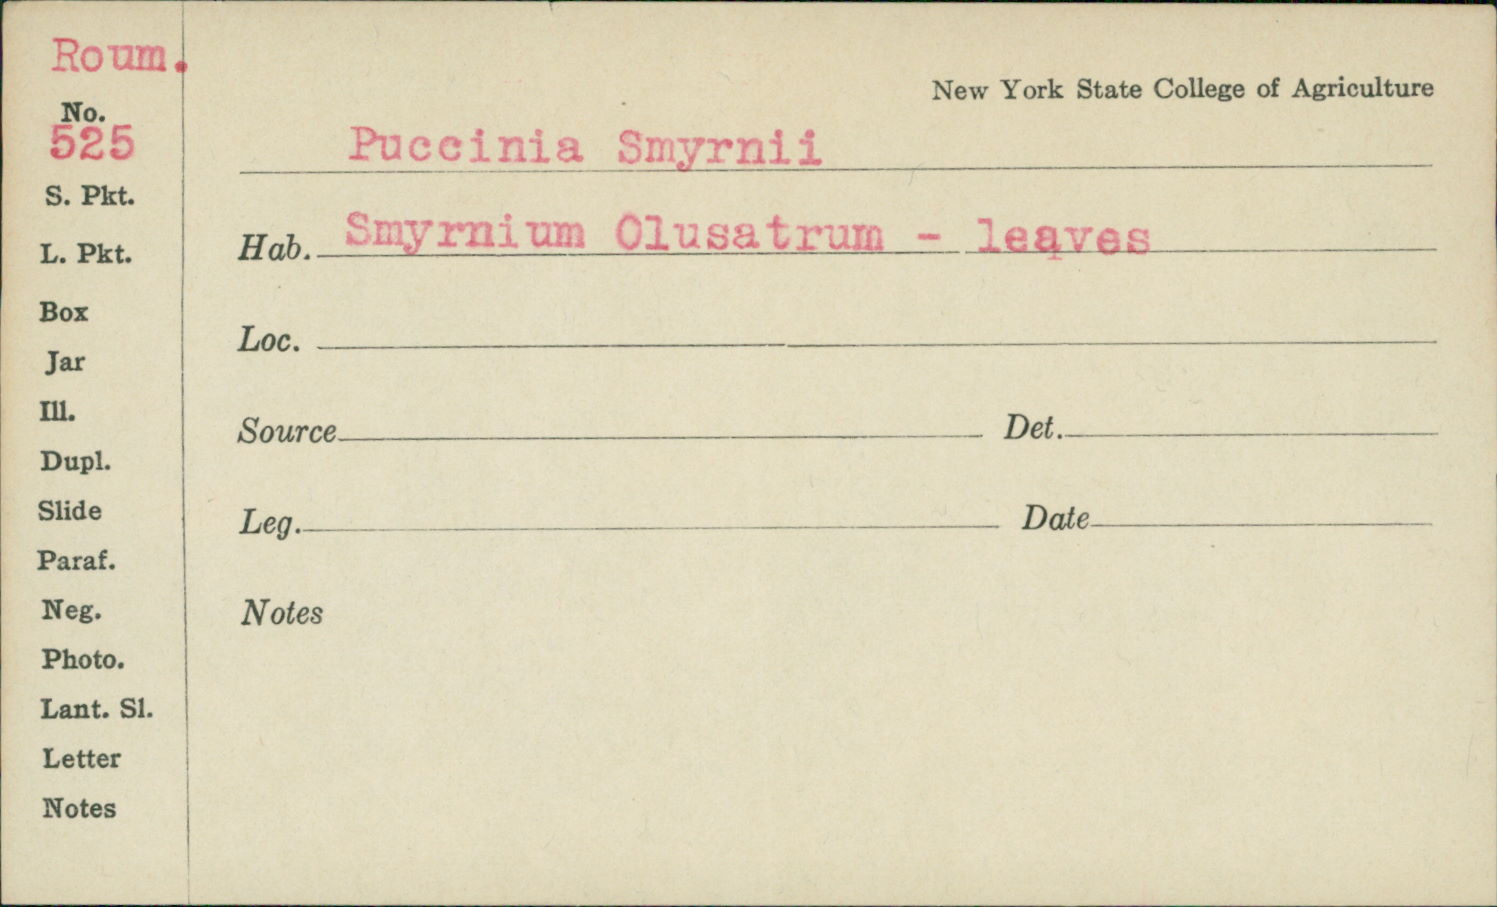 Roum.
No.
525
S. Pkt.
L. Pkt.
Box
Jar
Ill.
Dupl.
Slide
Paraf.
Neg.
Photo.
Lant. Sl.
Letter
Notes
New York State College of Agriculture
Puccinia Smyrnii
Hab. Smyrnium Olusatrum - leaves
Loc.
Source Det.
Leg. Date
Notes